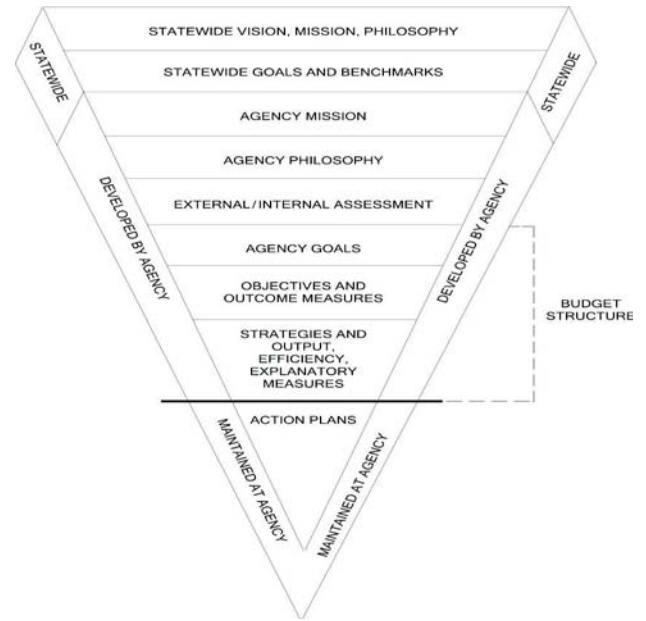 STATEWIDE VISION, MISSION, PHILOSOPHY
STATEWIDE GOALS AND BENCHMARKS
STATEWIDE
STATEWIDE
AGENCY MISSION
AGENCY PHILOSOPHY
EXTERNAL/INTERNAL ASSESSMENT
DEVELOPED BY AGENCY
DEVELOPED BY AGENCY
AGENCY GOALS
OBJECTIVES AND
OUTCOME MEASURES
STRATEGIES AND
OUTPUT,
EFFICIENCY,
EXPLANATORY
MEASURES
BUDGET
STRUCTURE
ACTION PLANS
MAINTAINED AT AGENCY
MAINTAINED AT AGENCY